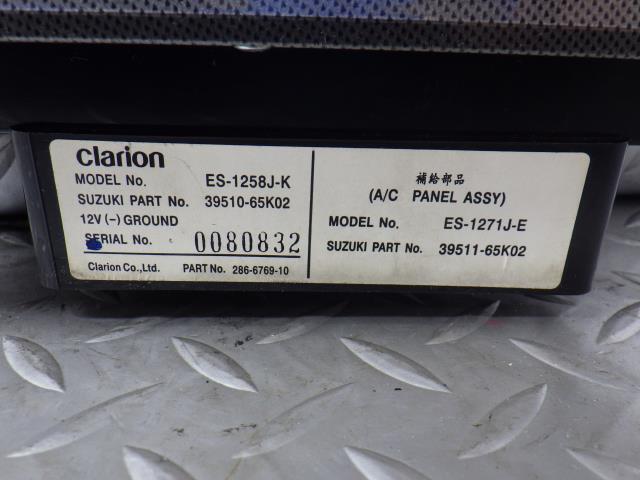 Clarion
MODEL No. ES-1258J-K
SUZUKI PART No. 39510-65K02
12V (-) GROUND
SERIAL No. 0080832
Clarion Co., Ltd. PART No. 286-6769-10
補給部品
(A/C PANEL ASSY)
MODEL No. ES-1271J-E
SUZUKI PART No. 39511-65K02